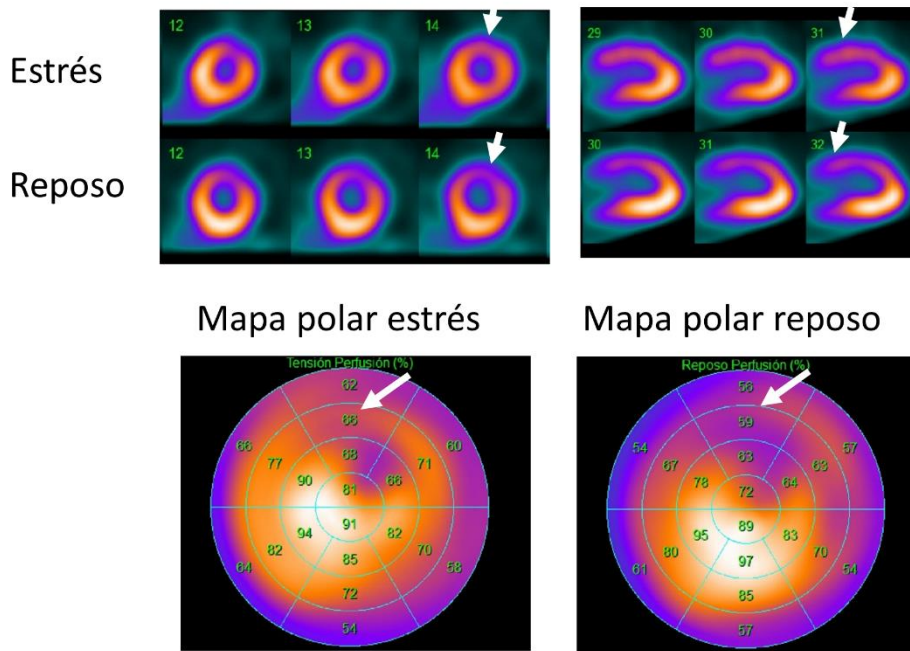 12 13 14 29 30 31
Estrés
12 13 14 30 31 32
Reposo
Mapa polar estrés Mapa polar reposo
Tensión Perfusión (%)
62
66
66 68 60
77 71
90 66
81
91
94 82
82 85 70
64 72 58
54
Reposo Perfusión (%)
56
59
54 63 57
67 63
78 64
72
89
95 83
80 97 70
61 85 54
57